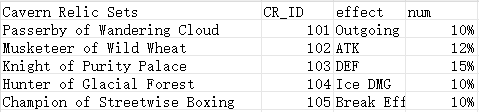 Cavern Relic Sets CR_ID effect num
Passerby of Wandering Cloud 101 Outgoing 10%
Musketeer of Wild Wheat 102 ATK 12%
Knight of Purity Palace 103 DEF 15%
Hunter of Glacial Forest 104 Ice DMG 10%
Champion of Streetwise Boxing 105 Break Eff 10%